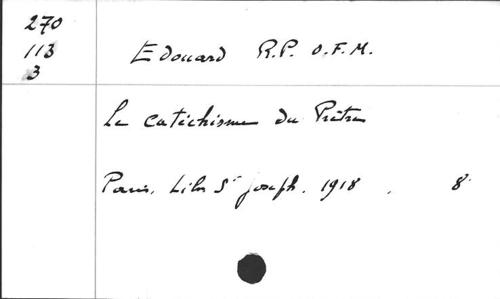 270
113
3
Edouard R.P. O.F.M.
Le catéchisme du Prêtre
Paris, Libr St Joseph. 1918 . 8°